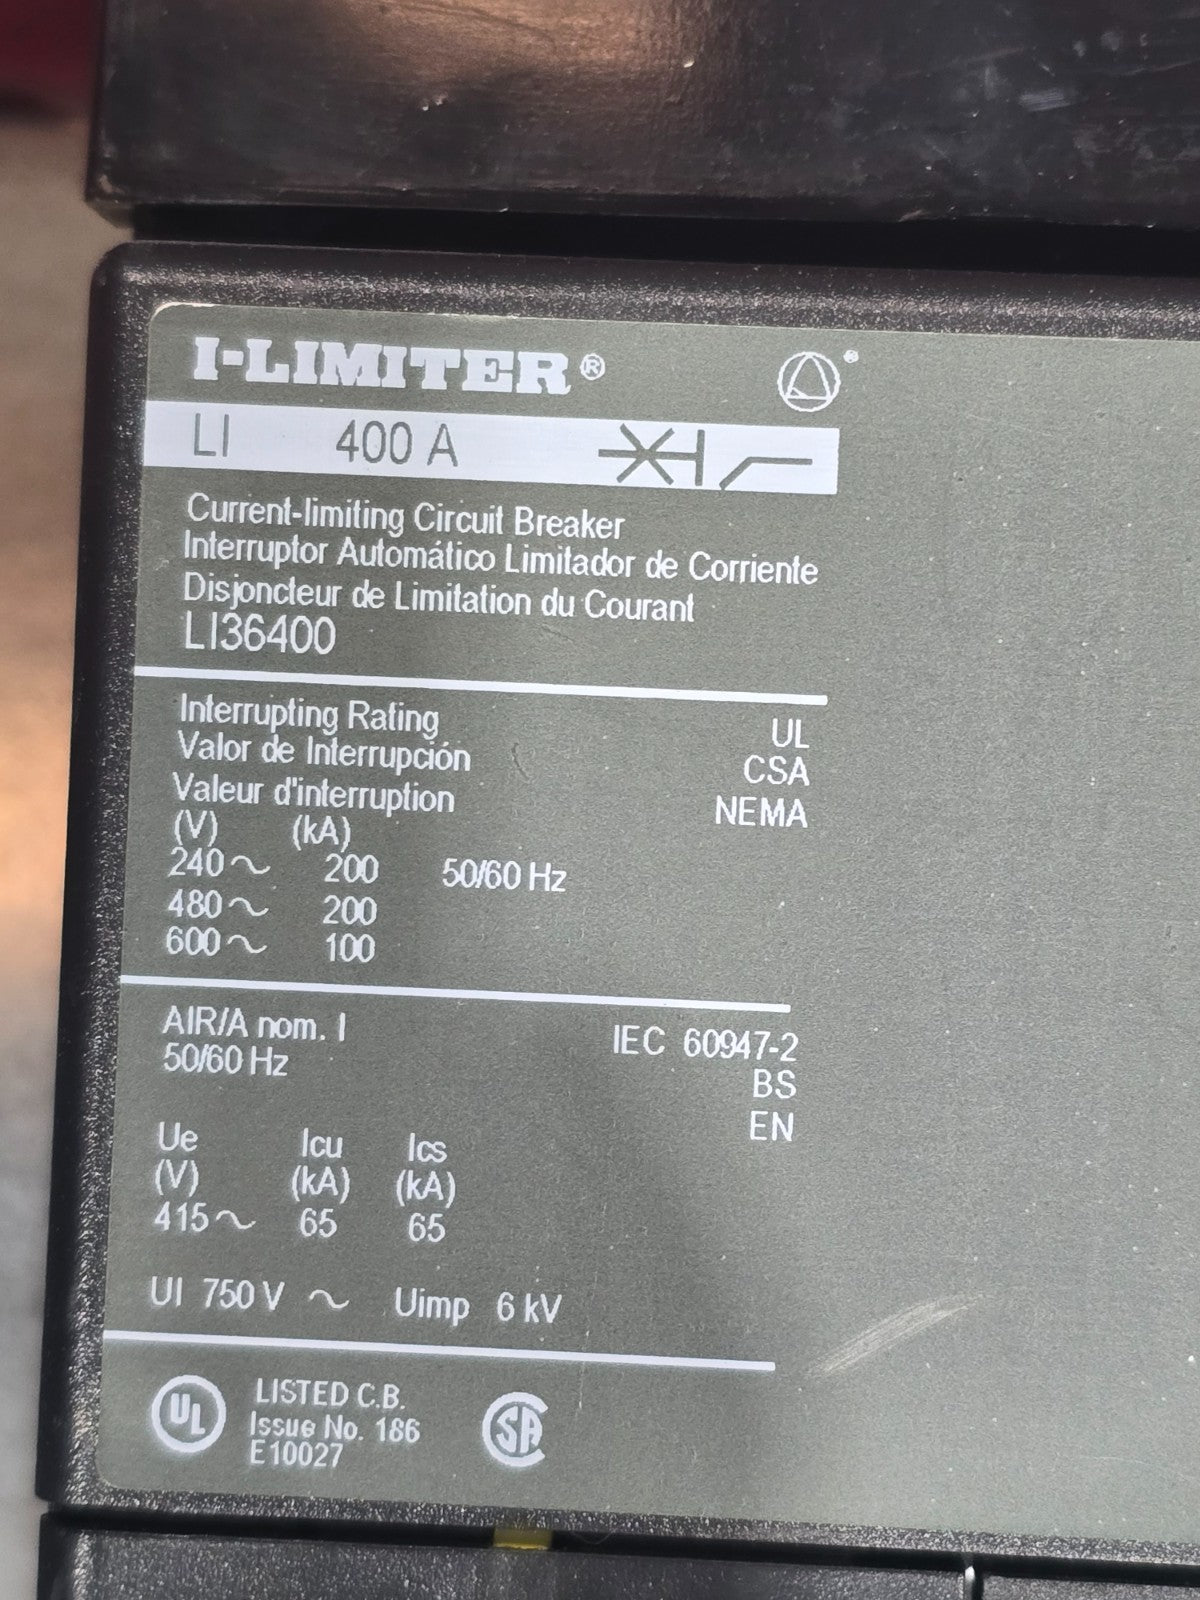 I-LIMITER®
LI 400 A
Current-limiting Circuit Breaker
Interruptor Automático Limitador de Corriente
Disjoncteur de Limitation du Courant
LI36400
Interrupting Rating UL
Valor de Interrupción CSA
Valeur d'interruption NEMA
(V) (kA)
240~ 200 50/60 Hz
480~ 200
600~ 100
AIR/A nom. I IEC 60947-2
50/60 Hz BS
EN
Ue Icu Ics
(V) (kA) (kA)
415~ 65 65
UI 750 V ~ Uimp 6 kV
UL LISTED C.B. SA
Issue No. 186
E10027